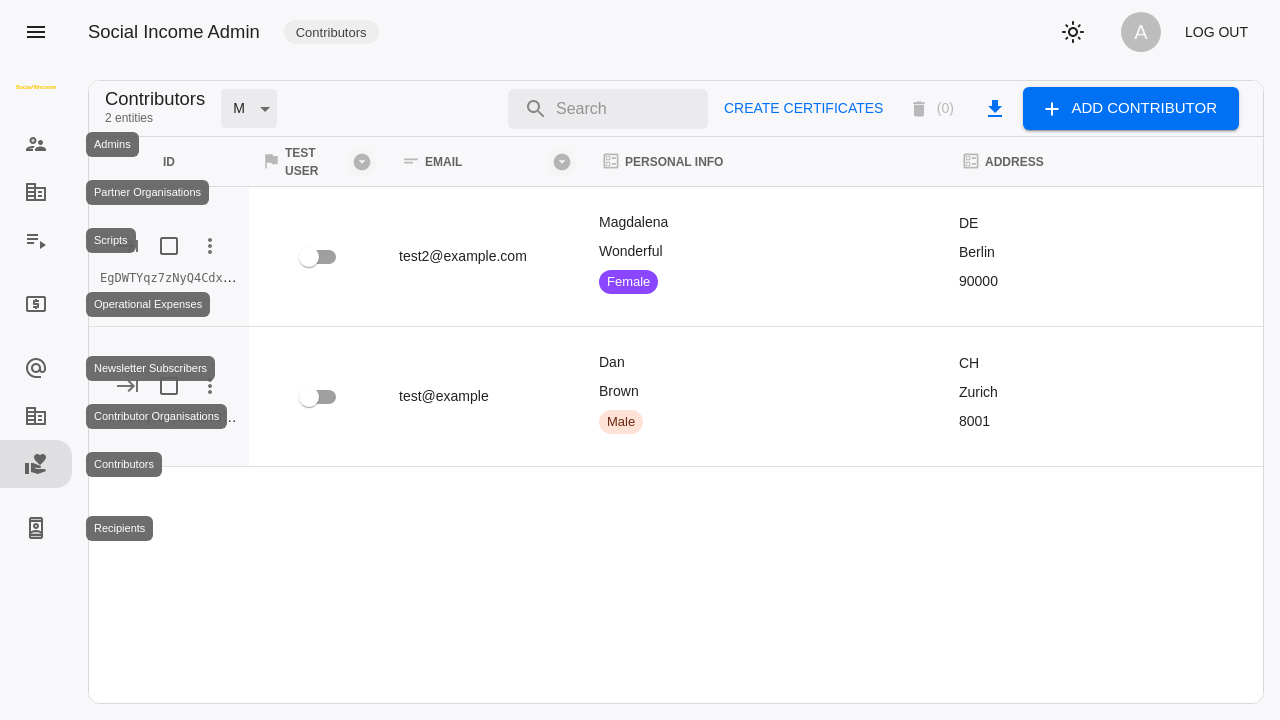 Social Income Admin
Contributors
A
LOG OUT
Social Income
Contributors
2 entities
M
Search
CREATE CERTIFICATES
(0)
ADD CONTRIBUTOR
ID
TEST
USER
EMAIL
PERSONAL INFO
ADDRESS
Admins
Partner Organisations
Scripts
Operational Expenses
Newsletter Subscribers
Contributor Organisations
Contributors
Recipients
EgDWTYqz7zNyQ4Cdx...
test2@example.com
Magdalena
Wonderful
Female
DE
Berlin
90000
test@example
Dan
Brown
Male
CH
Zurich
8001